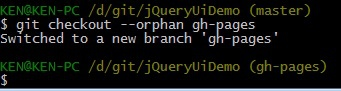 KEN@KEN-PC /d/git/jQueryUiDemo (master)
$ git checkout --orphan gh-pages
Switched to a new branch 'gh-pages'
KEN@KEN-PC /d/git/jQueryUiDemo (gh-pages)
$